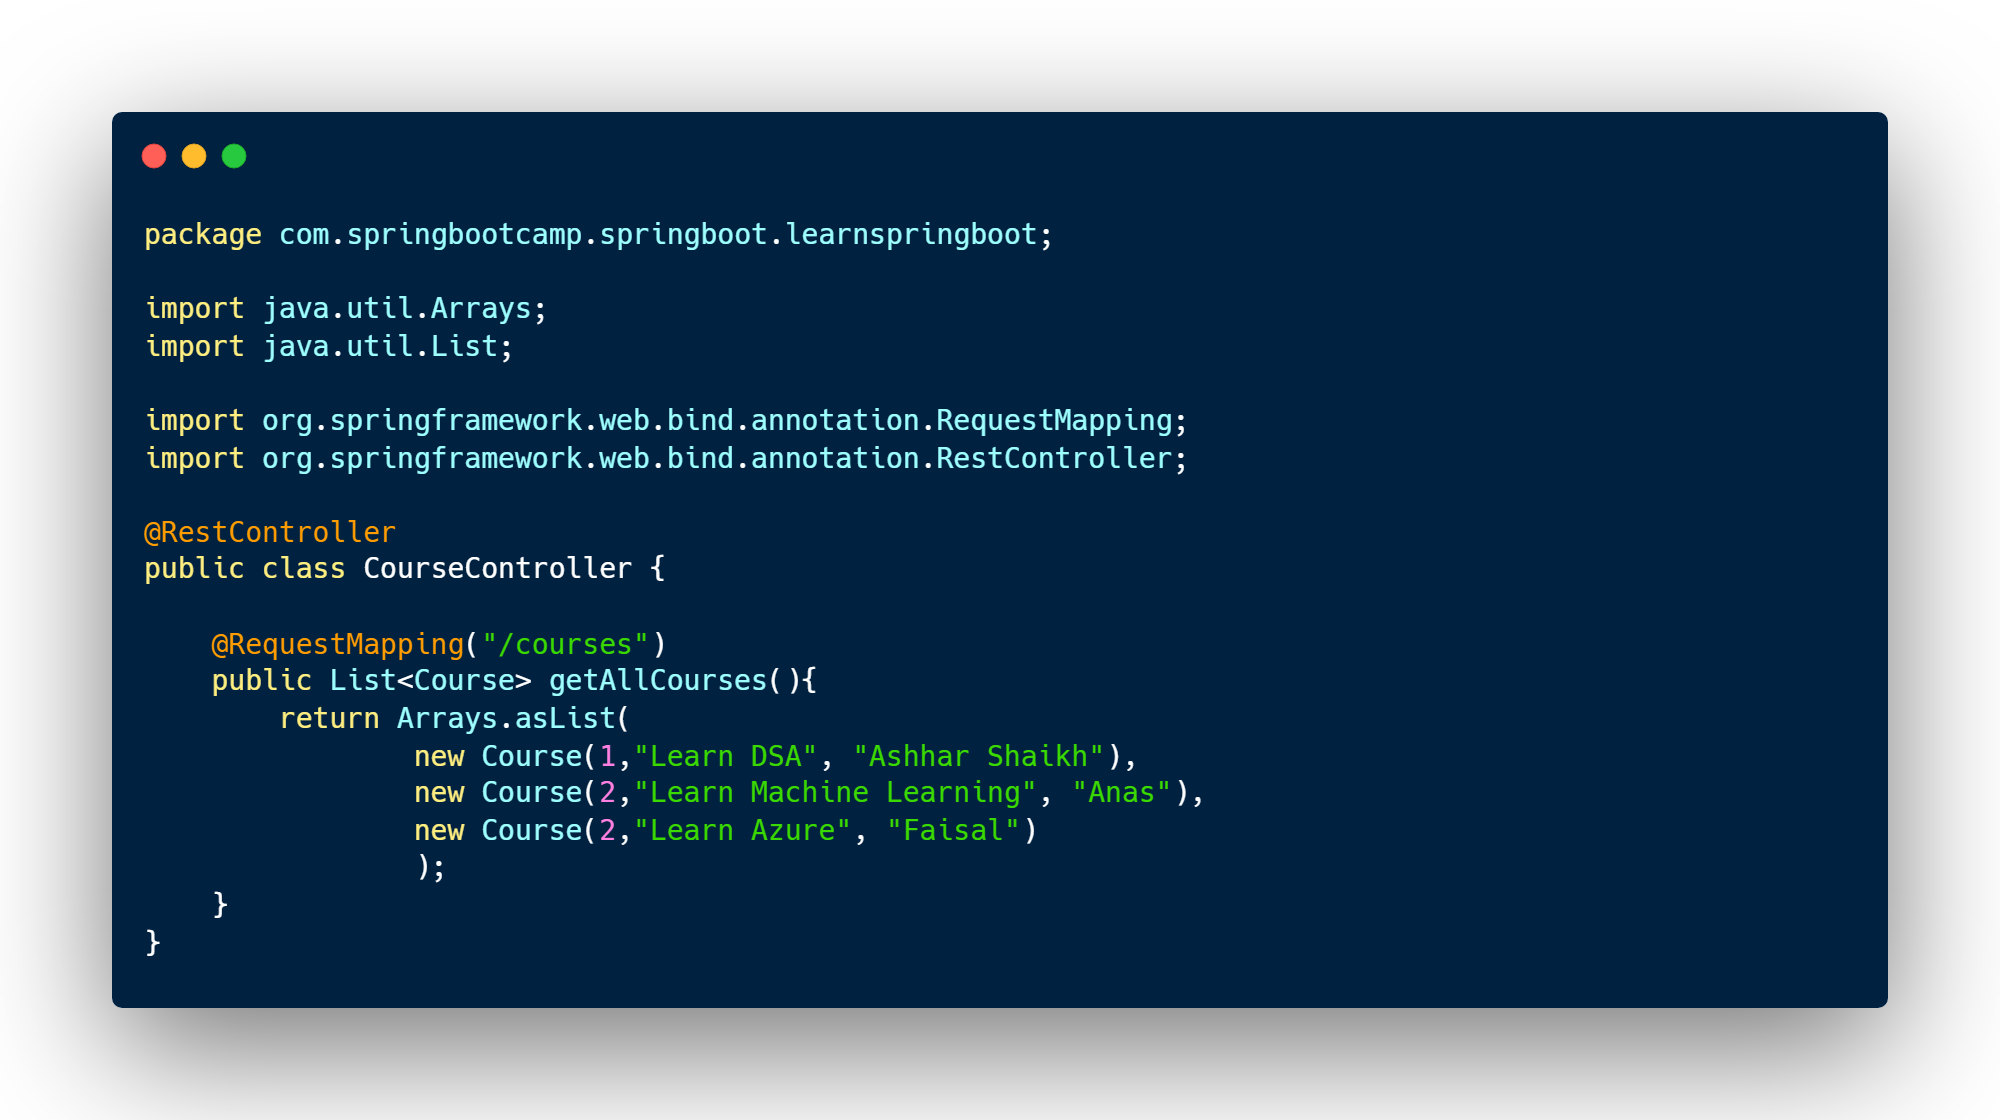 package com.springbootcamp.springboot.learnspringboot;

import java.util.Arrays;
import java.util.List;

import org.springframework.web.bind.annotation.RequestMapping;
import org.springframework.web.bind.annotation.RestController;

@RestController
public class CourseController {

    @RequestMapping("/courses")
    public List<Course> getAllCourses(){
        return Arrays.asList(
                new Course(1,"Learn DSA", "Ashhar Shaikh"),
                new Course(2,"Learn Machine Learning", "Anas"),
                new Course(2,"Learn Azure", "Faisal")
                );
    }
}